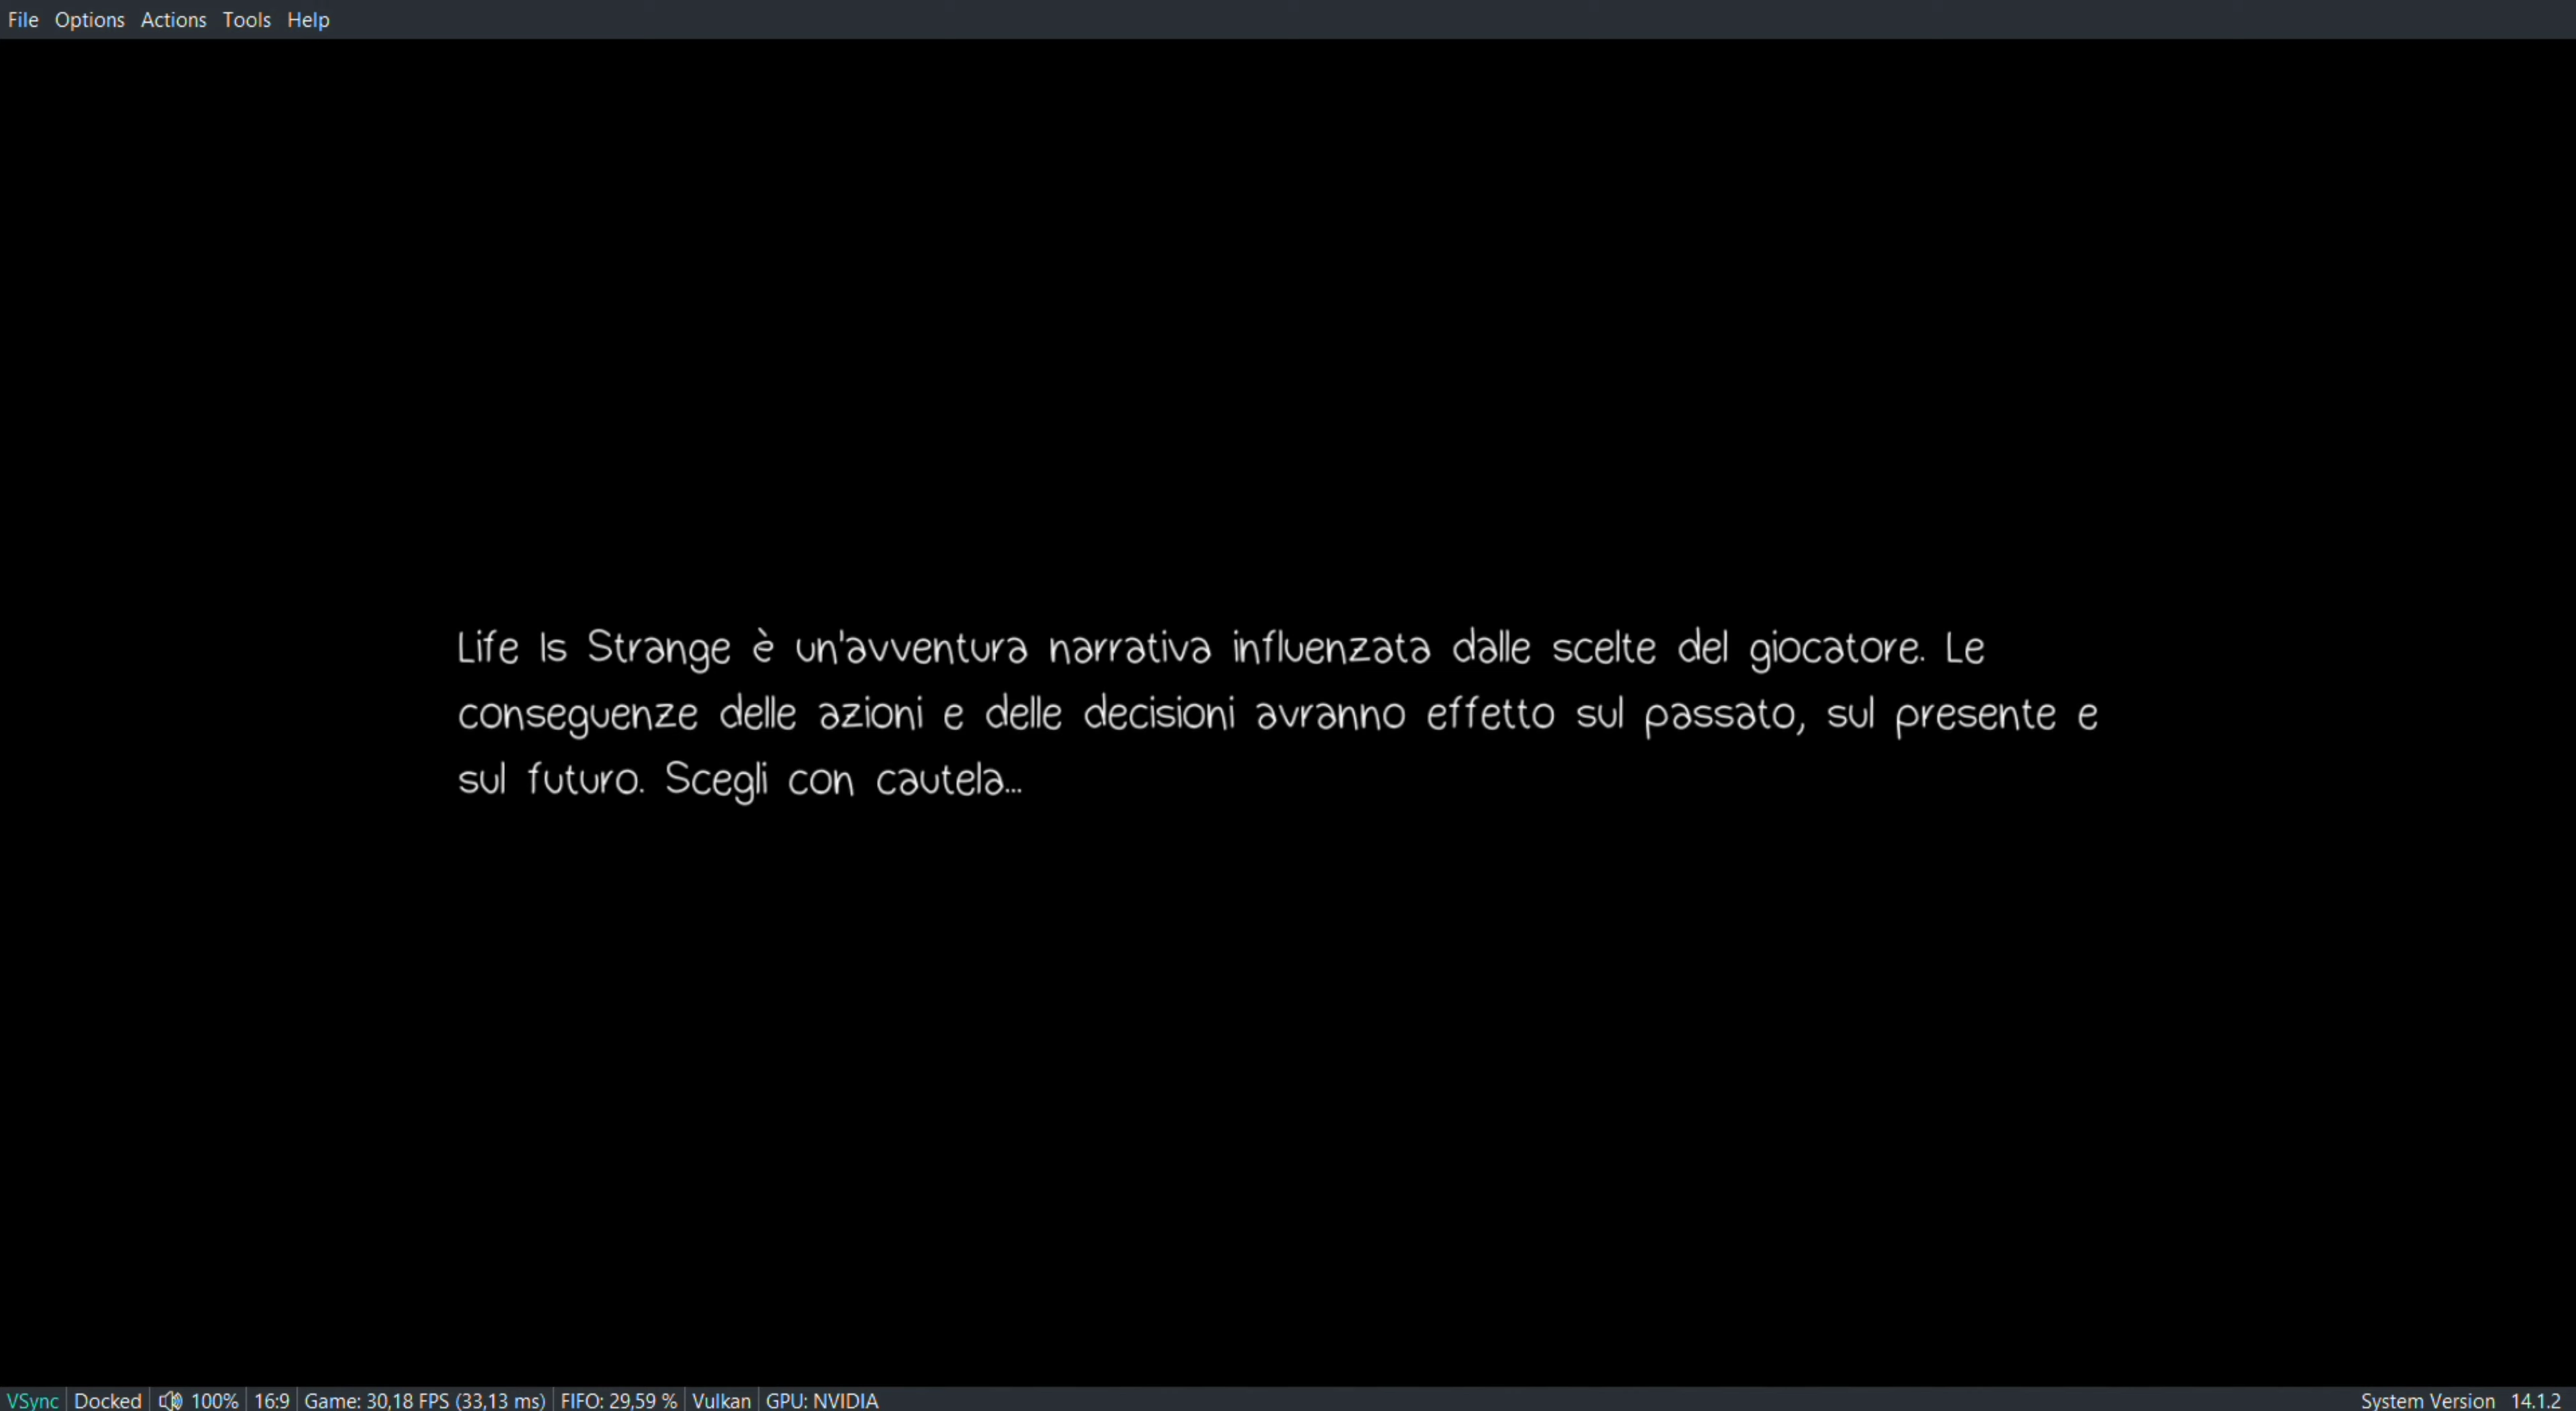 File Options Actions Tools Help
Life Is Strange è un'avventura narrativa influenzata dalle scelte del giocatore. Le
conseguenze delle azioni e delle decisioni avranno effetto sul passato, sul presente e
sul futuro. Scegli con cautela...
VSync Docked 100% 16:9 Game: 30,18 FPS (33,13 ms) FIFO: 29,59 % Vulkan GPU: NVIDIA System Version 14.1.2